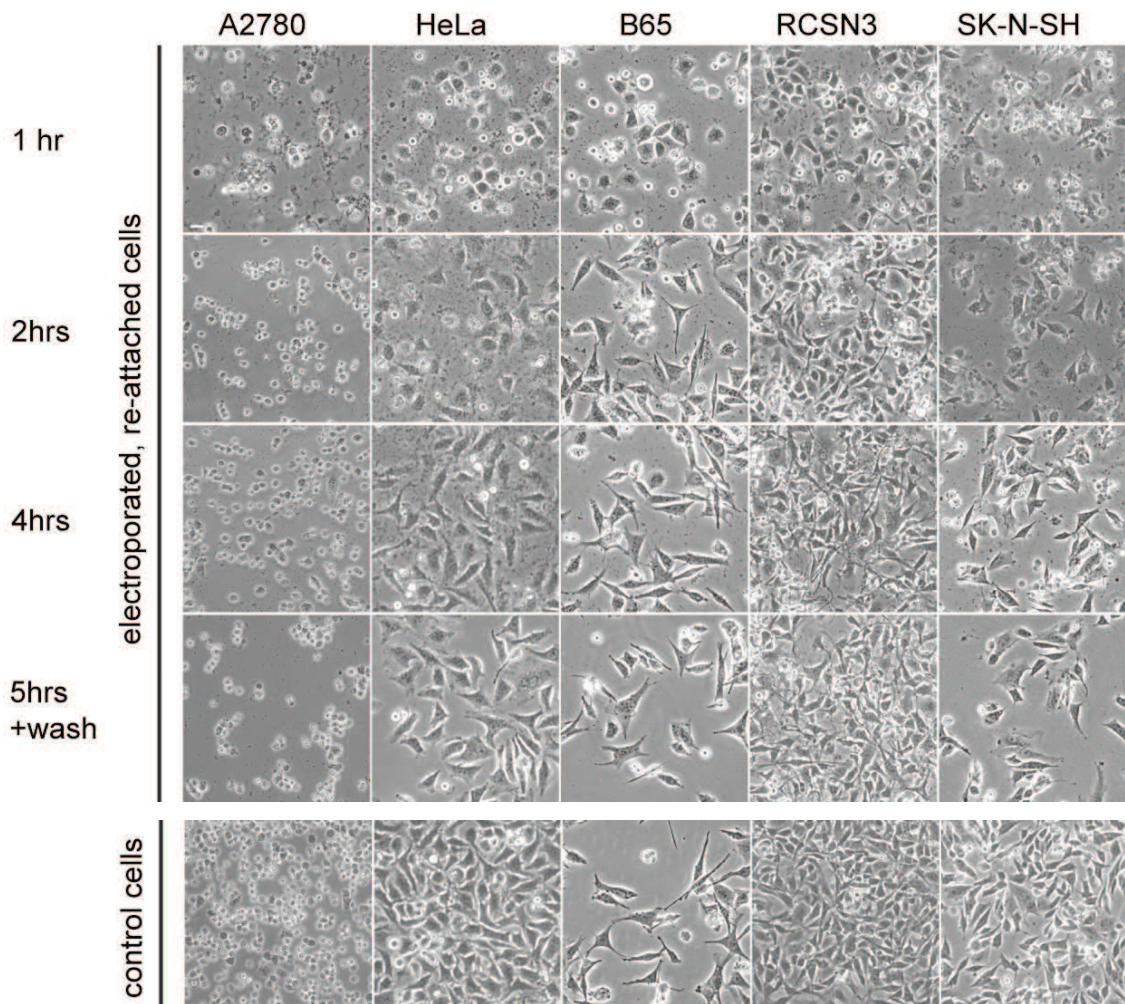 A2780 HeLa B65 RCSN3 SK-N-SH
1 hr
2hrs
4hrs
5hrs
+wash
electroporated, re-attached cells
control cells